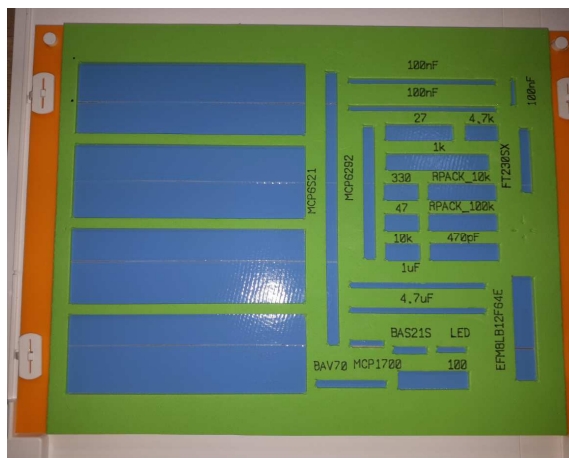 100nF
100nF
100nF
27
4.7k
1k
MCP6S21
MCP6292
FT230SX
330
RPACK_10k
47
RPACK_100k
10k
470pF
1uF
4.7uF
EFM8LB12F64E
BAS21S
LED
BAV70
MCP1700
100